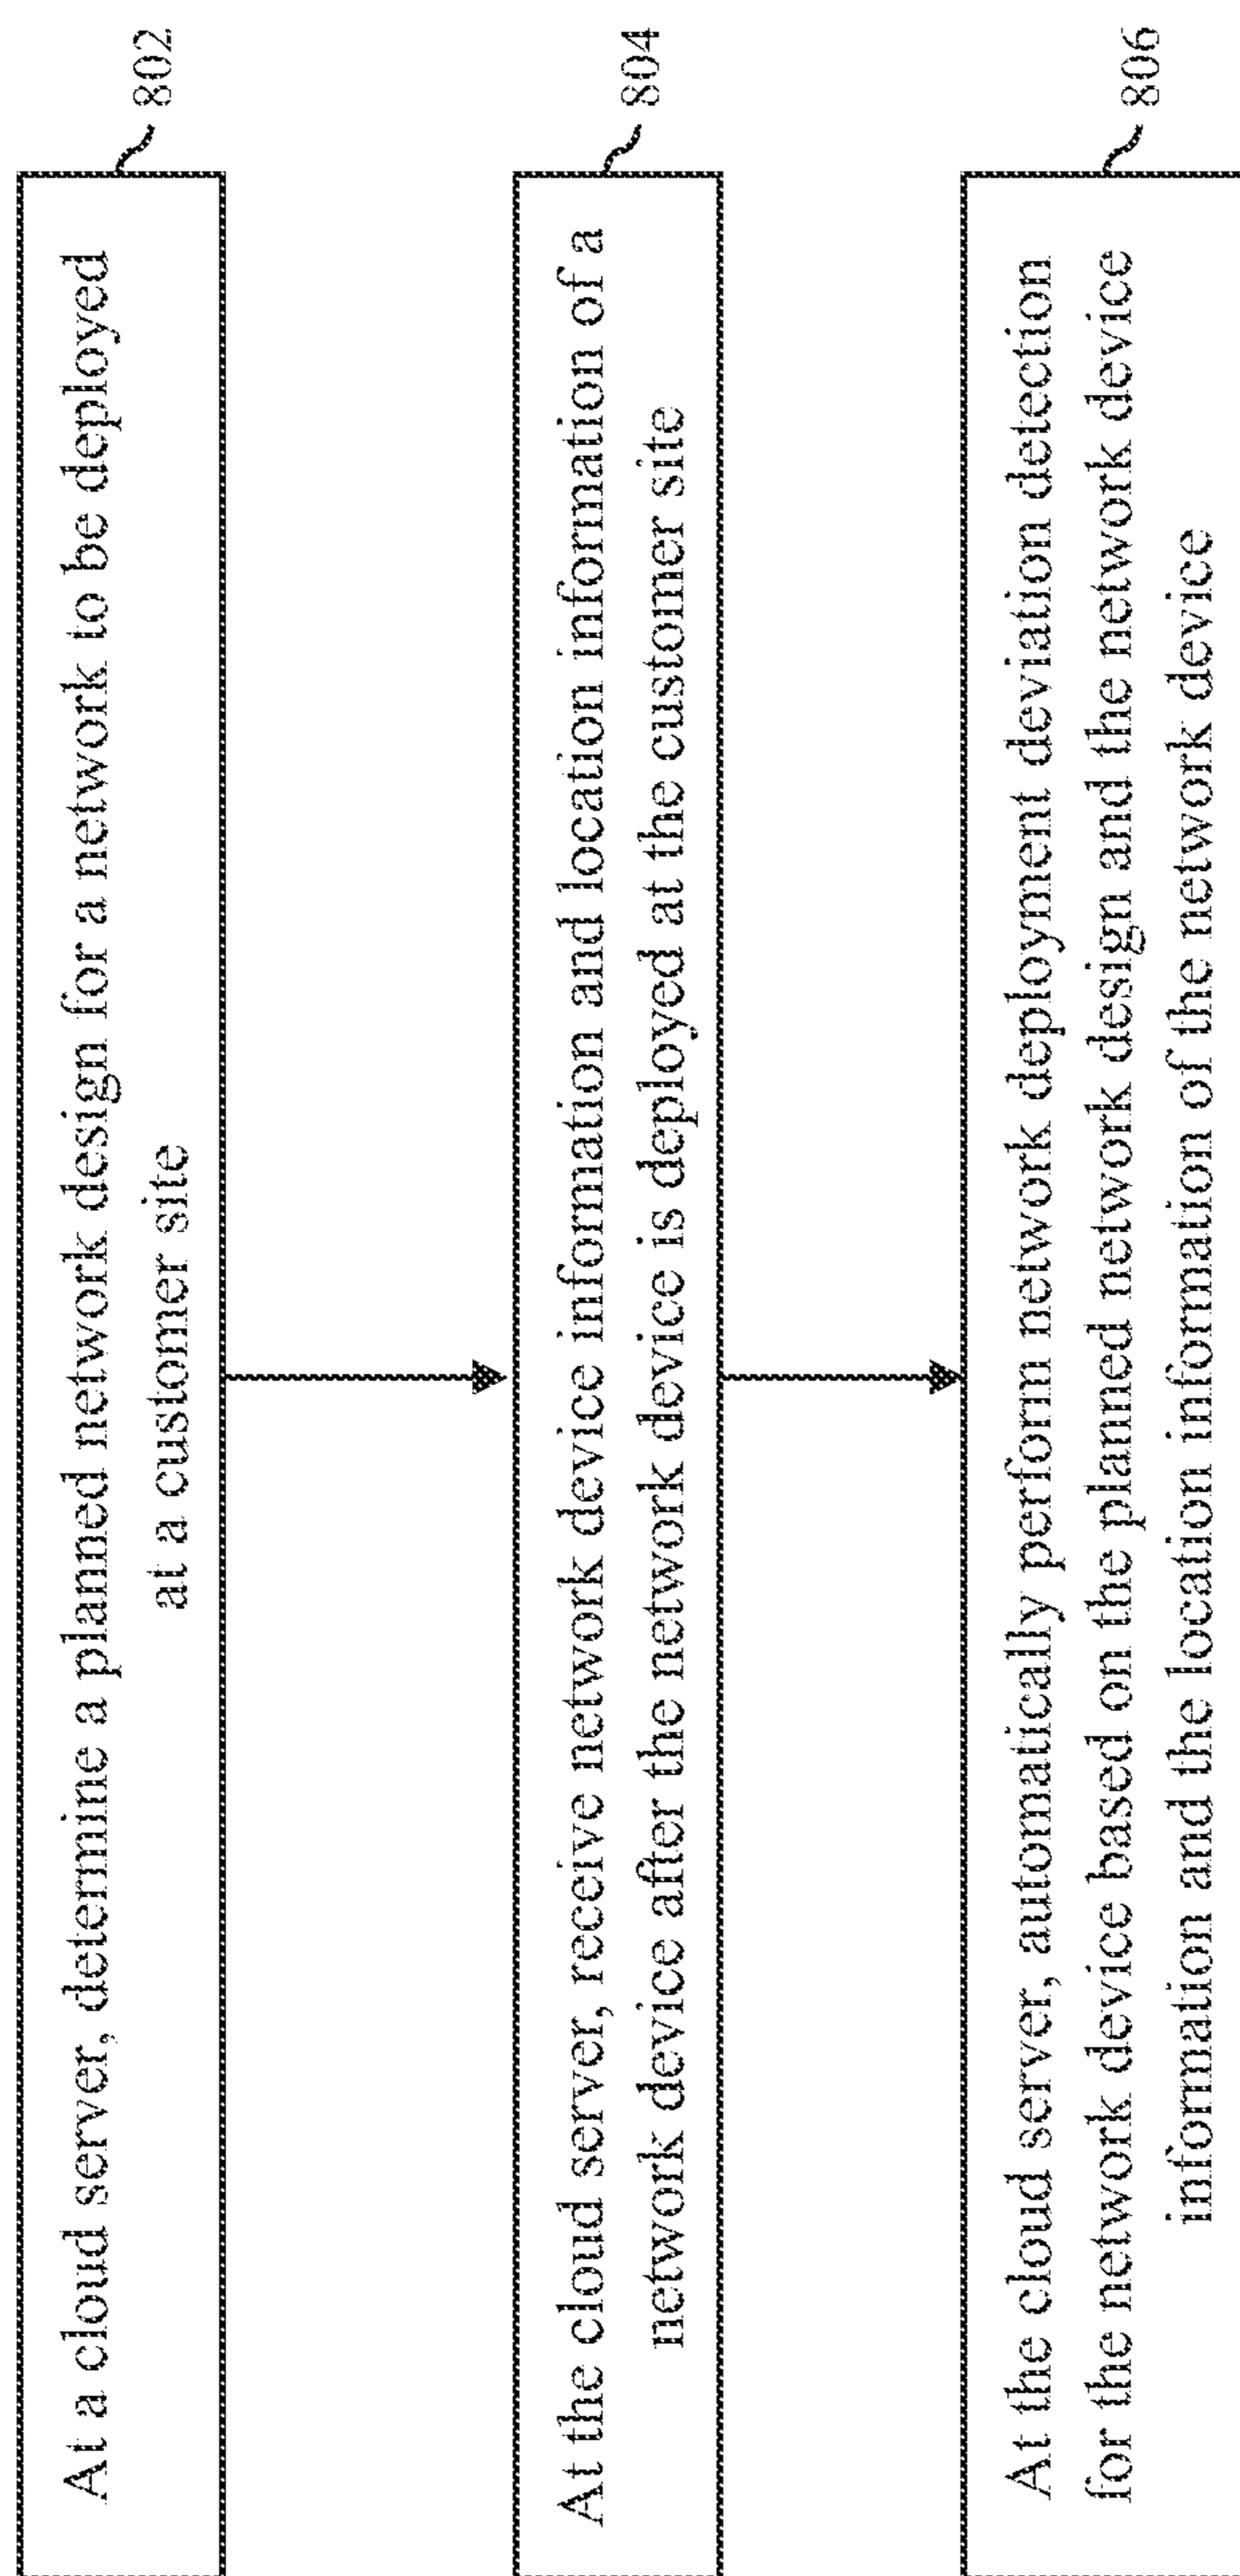 At a cloud server, determine a planned network design for a network to be deployed
at a customer site
802
At the cloud server, receive network device information and location information of a
network device after the network device is deployed at the customer site
804
At the cloud server, automatically perform network deployment deviation detection
for the network device based on the planned network design and the network device
information and the location information of the network device
806